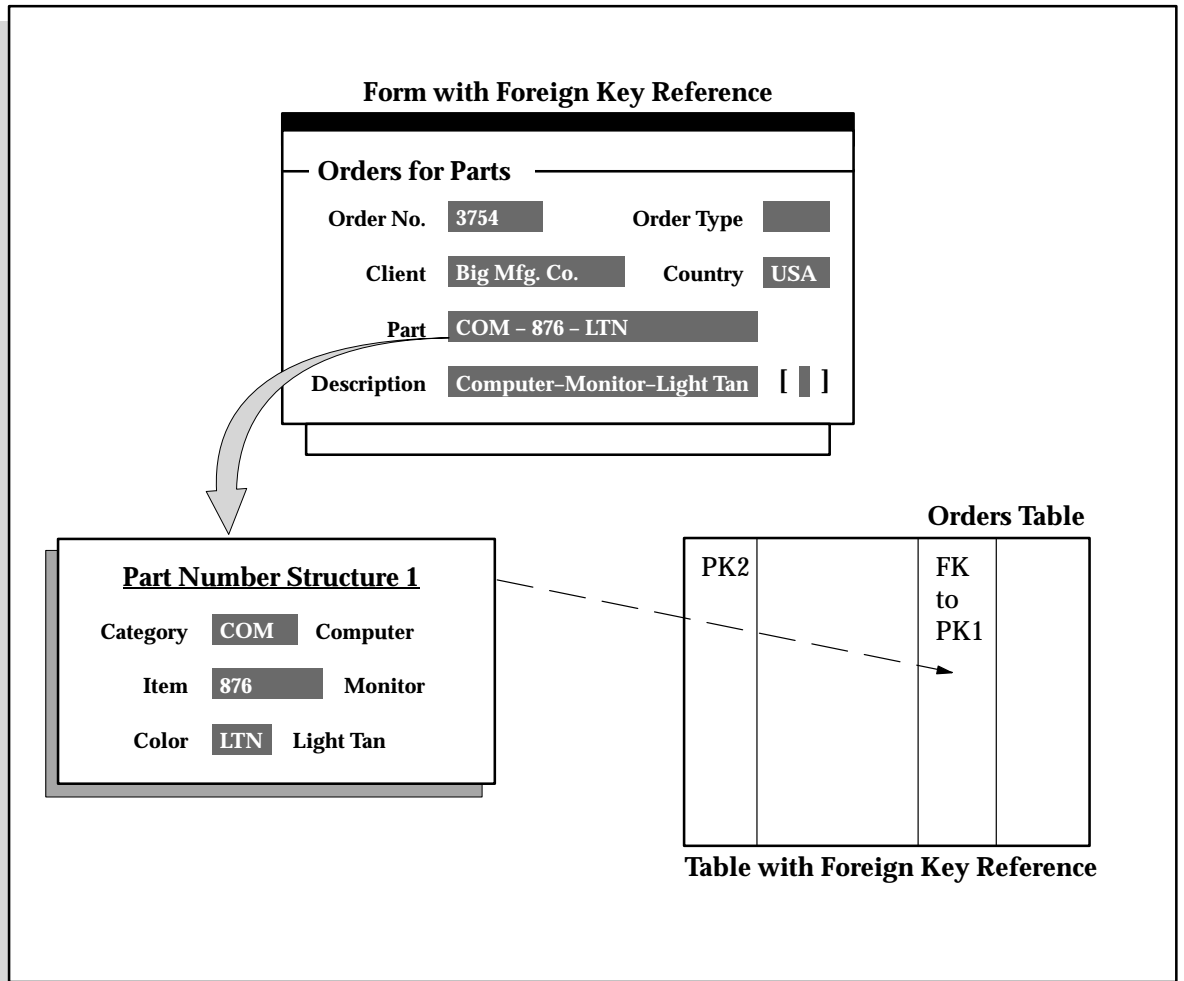 Form with Foreign Key Reference
Orders for Parts
Order No. 3754 Order Type
Client Big Mfg. Co. Country USA
Part COM – 876 – LTN
Description Computer–Monitor–Light Tan [ ]
Part Number Structure 1
Category COM Computer
Item 876 Monitor
Color LTN Light Tan
Orders Table
PK2
FK
to
PK1
Table with Foreign Key Reference